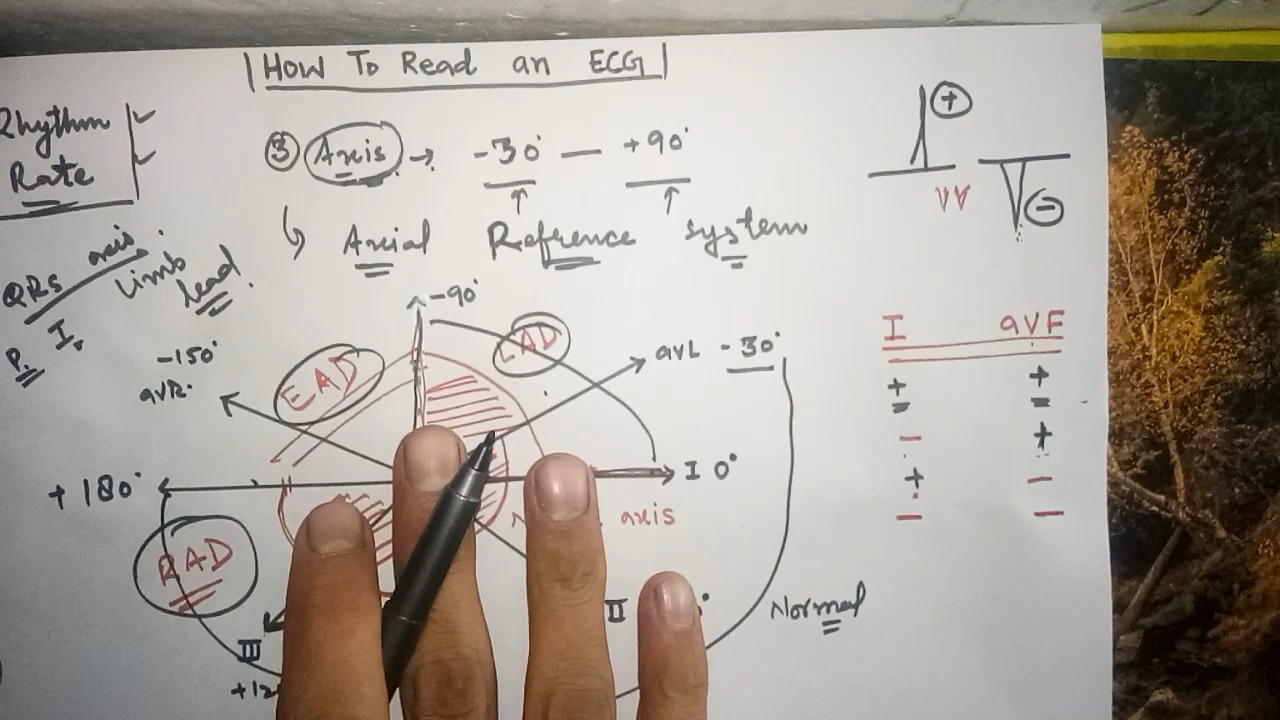 How To Read an ECG
Rhythm
Rate
③ Axis → -30° — +90°
Axial Refrence system
QRS axis
limb lead.
P. I.
+
-
-90°
LAD
EAD
-150°
avR.
avL -30°
+180°
I 0°
axis
RAD
III
II
Normal
I avF
+ +
- +
+ -
- -